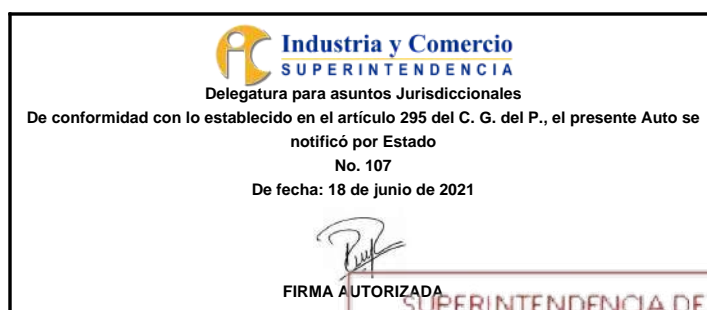 Industria y Comercio
SUPERINTENDENCIA
Delegatura para asuntos Jurisdiccionales
De conformidad con lo establecido en el artículo 295 del C. G. del P., el presente Auto se
notificó por Estado
No. 107
De fecha: 18 de junio de 2021
FIRMA AUTORIZADA
SUPERINTENDENCIA DE